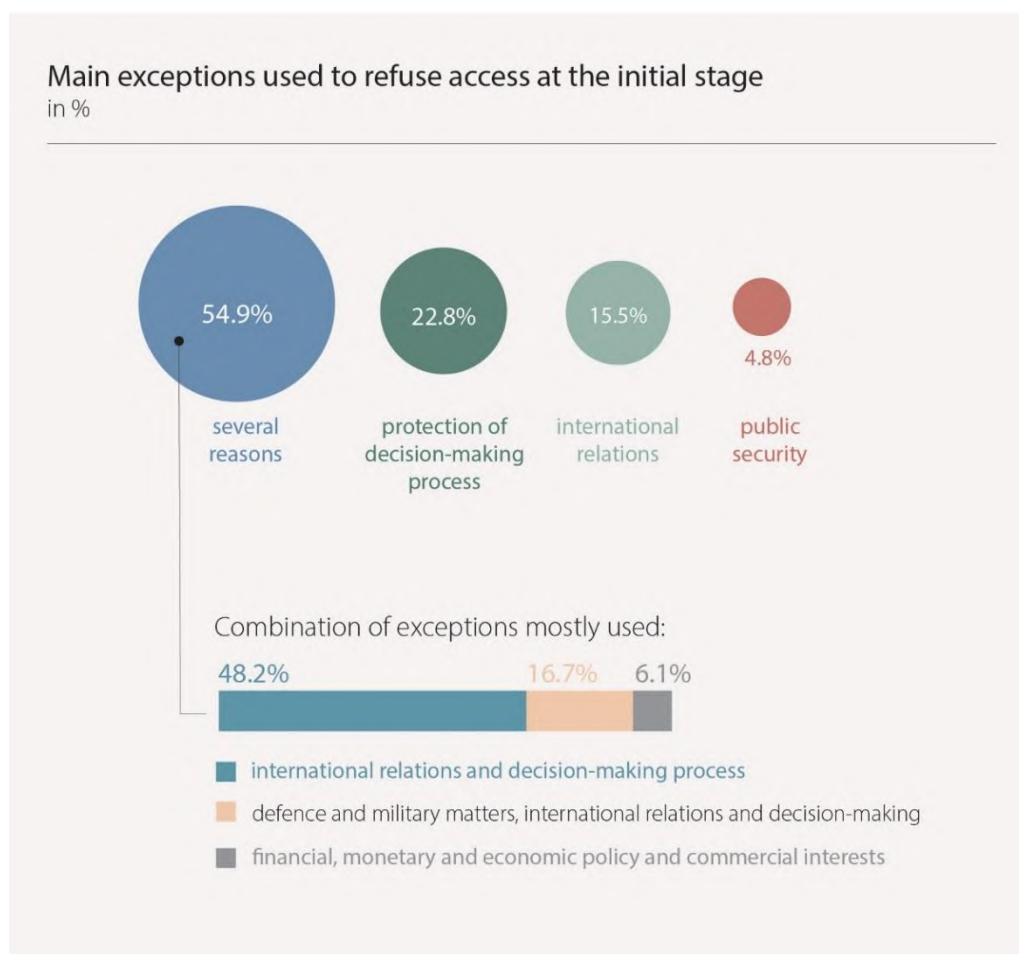 Main exceptions used to refuse access at the initial stage
in %
54.9%
22.8%
15.5%
4.8%
several
reasons
protection of
decision-making
process
international
relations
public
security
Combination of exceptions mostly used:
48.2%
16.7%
6.1%
international relations and decision-making process
defence and military matters, international relations and decision-making
financial, monetary and economic policy and commercial interests